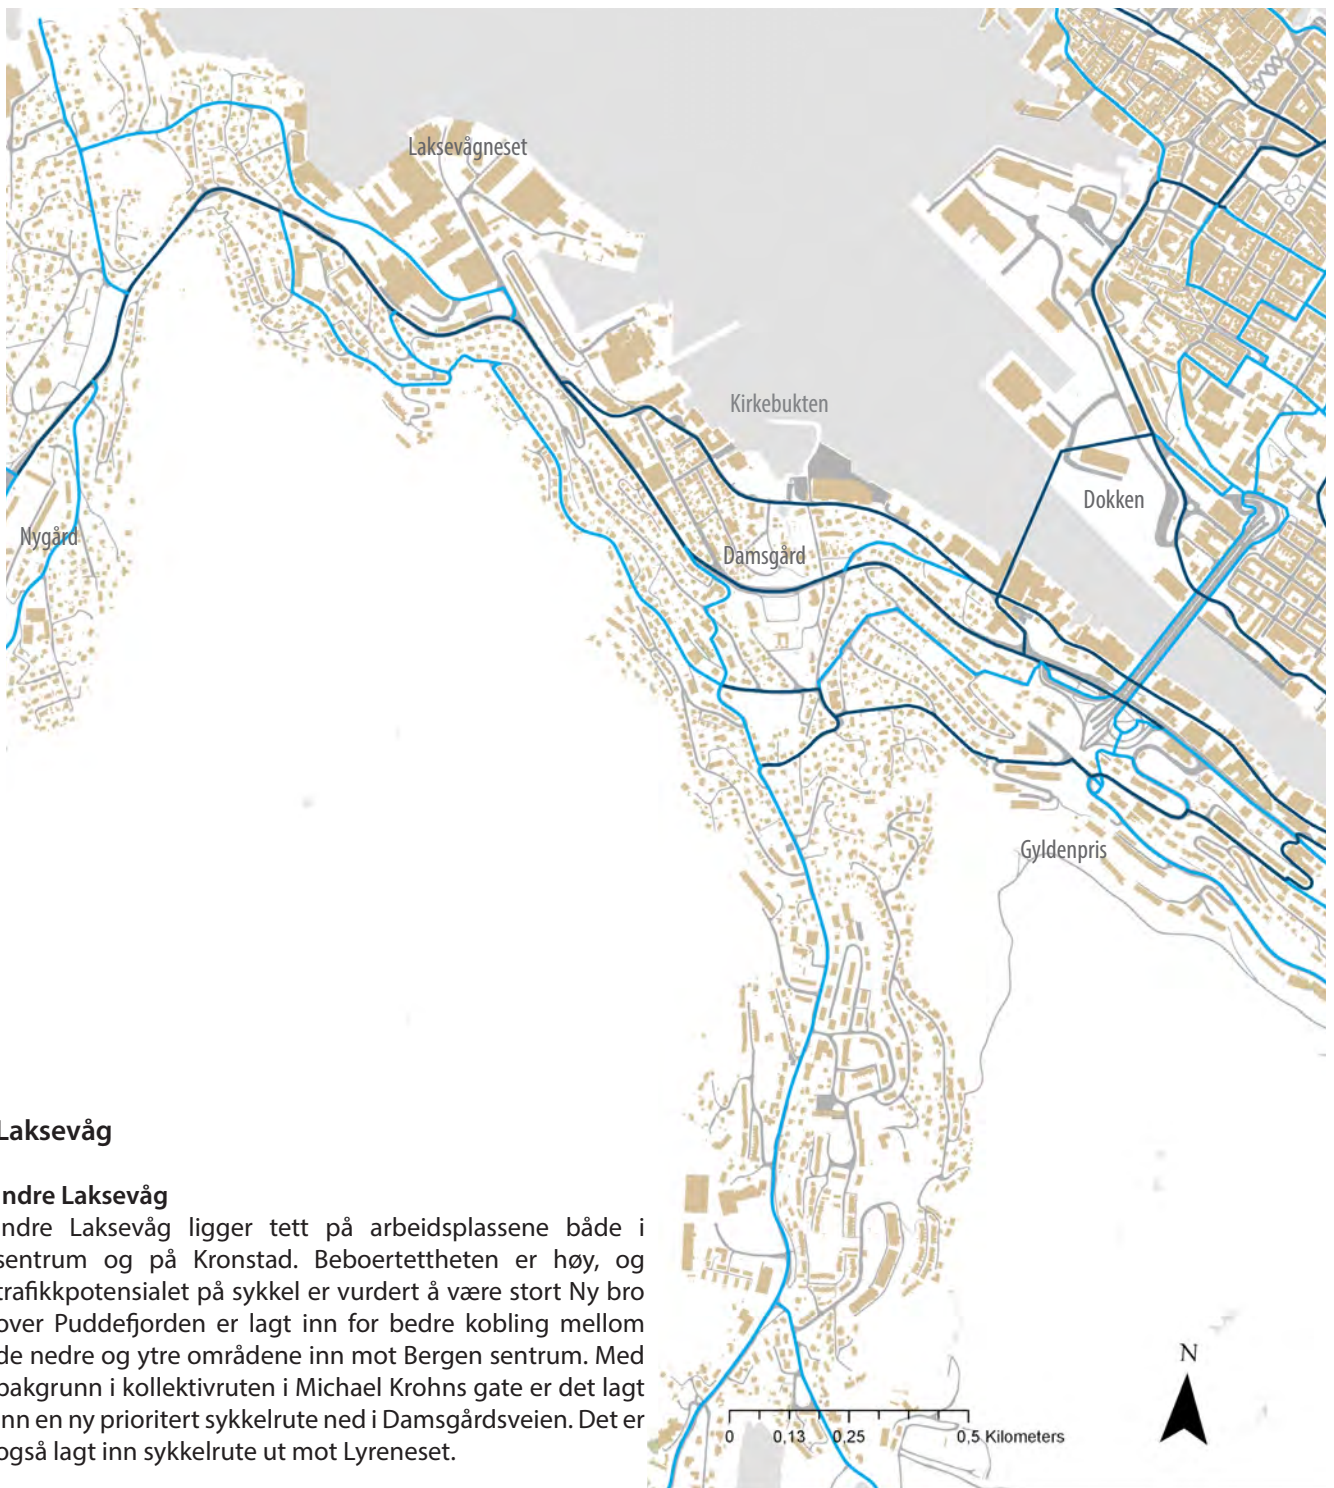 Laksevågneset
Kirkebukten
Dokken
Nygård
Damsgård
Gyldenpris
Laksevåg
ndre Laksevåg
ndre Laksevåg ligger tett på arbeidsplassene både i
sentrum og på Kronstad. Beboertettheten er høy, og
trafikkpotensialet på sykkel er vurdert å være stort Ny bro
over Puddefjorden er lagt inn for bedre kobling mellom
de nedre og ytre områdene inn mot Bergen sentrum. Med
bakgrunn i kollektivruten i Michael Krohns gate er det lagt
nn en ny prioritert sykkelrute ned i Damsgårdsveien. Det er
også lagt inn sykkelrute ut mot Lyreneset.
N
0 0,13 0,25 0,5 Kilometers